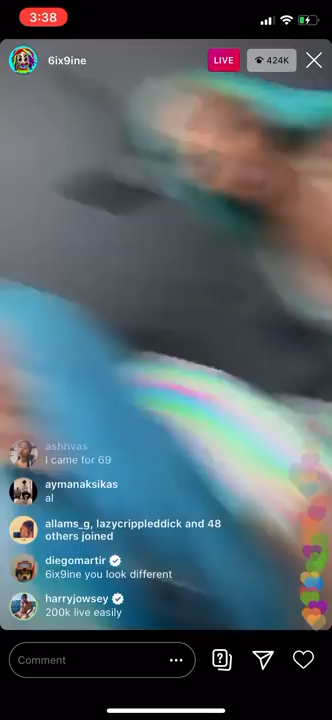 3:38
6ix9ine
LIVE
424K
ashhvas
I came for 69
aymanaksikas
al
allams_g, lazycrippleddick and 48
others joined
diegomartir
6ix9ine you look different
harryjowsey
200k live easily
Comment